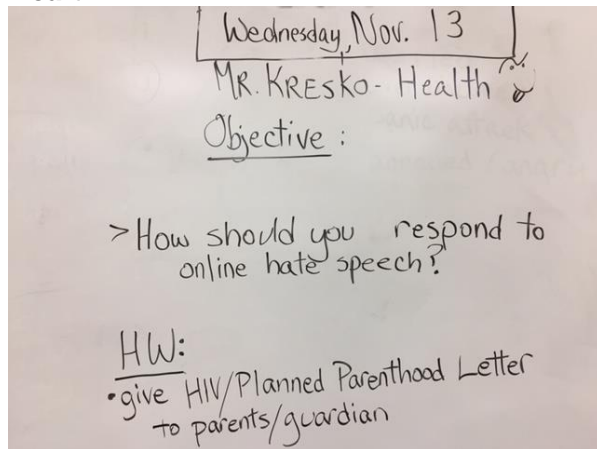 Wednesday, Nov. 13
MR. KRESKO - Health
Objective :
> How should you respond to
online hate speech?
HW:
• give HIV/Planned Parenthood Letter
to parents/guardian